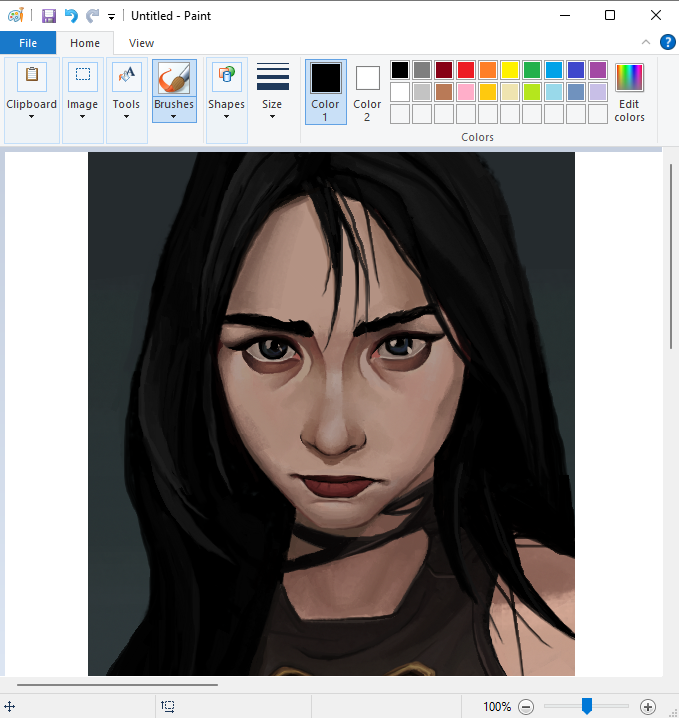 Untitled - Paint
File Home View
Clipboard Image Tools Brushes Shapes Size Color 1 Color 2 Edit colors
Colors
100%